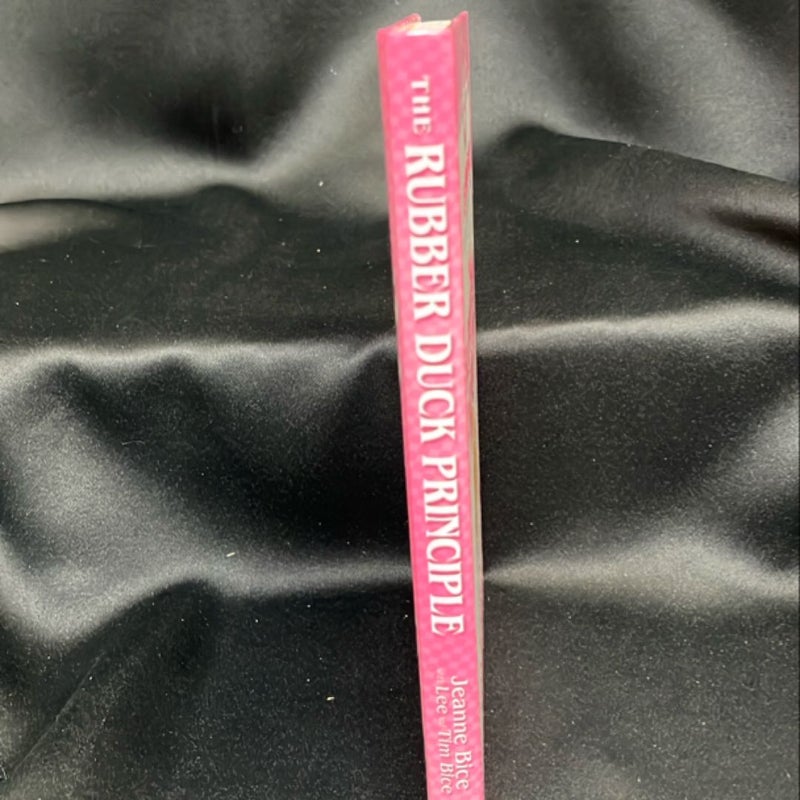 THE RUBBER DUCK PRINCIPLE
Jeanne Bice
with Lee and Tim Bice